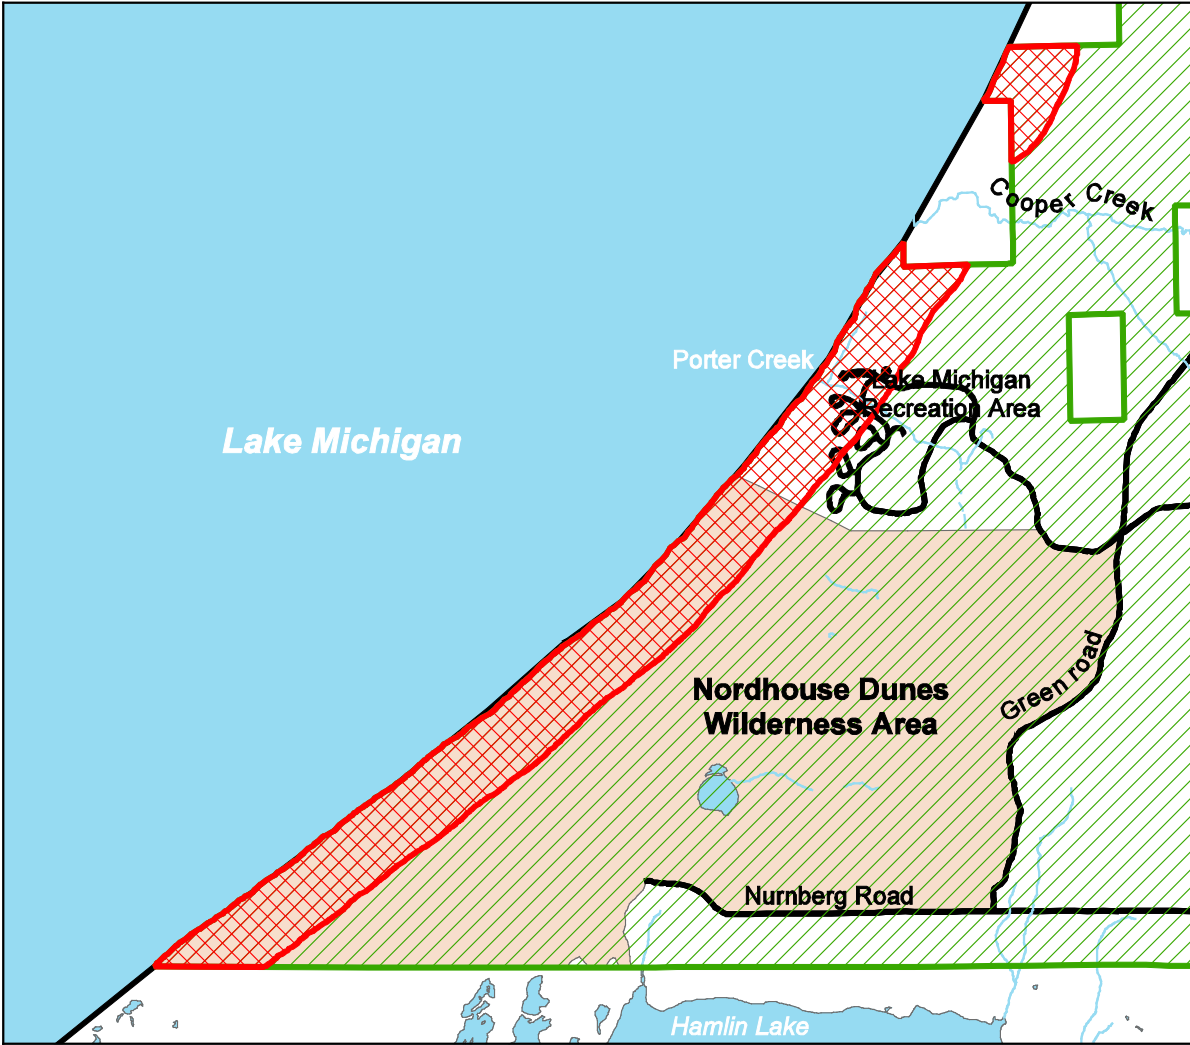 Cooper Creek
Porter Creek
Lake Michigan
Recreation Area
Lake Michigan
Green road
Nordhouse Dunes
Wilderness Area
Nurnberg Road
Hamlin Lake